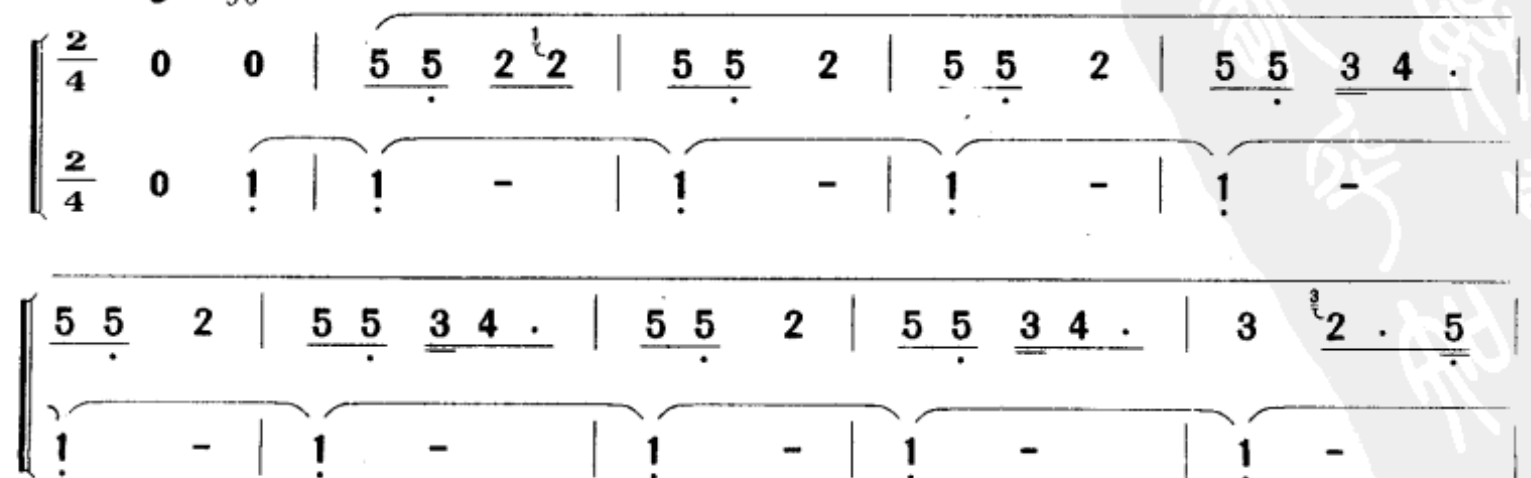 2/4 0 0 | 5 5̣ 2 ¹2 | 5 5̣ 2 | 5 5̣ 2 | 5 5̣ 3 4 · |
2/4 0 1̣ | 1̣ - | 1̣ - | 1̣ - | 1̣ - |
5 5̣ 2 | 5 5̣ 3 4 · | 5 5̣ 2 | 5 5̣ 3 4 · | 3 ³2 · 5̣ |
1̣ - | 1̣ - | 1̣ - | 1̣ - | 1̣ - |